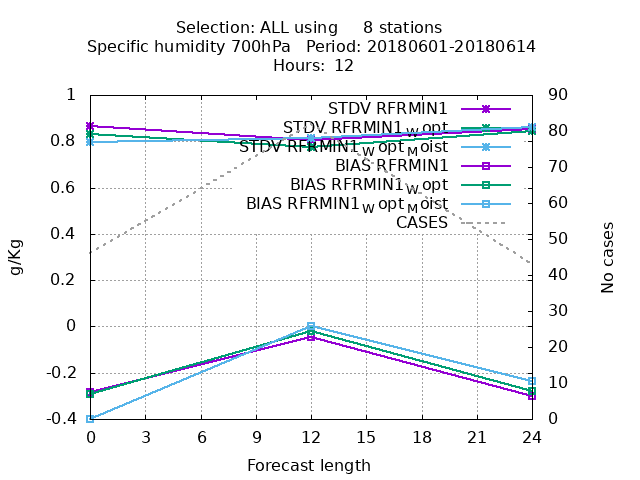 Selection: ALL using 8 stations
Specific humidity 700hPa Period: 20180601-20180614
Hours: 12
1
0.8
0.6
0.4
0.2
0
-0.2
-0.4
g/Kg
STDV RFRMIN1
STDV RFRMIN1W opt
STDV RFRMIN1W optM oist
BIAS RFRMIN1
BIAS RFRMIN1W opt
BIAS RFRMIN1W optM oist
CASES
90
80
70
60
50
40
30
20
10
0
No cases
0 3 6 9 12 15 18 21 24
Forecast length